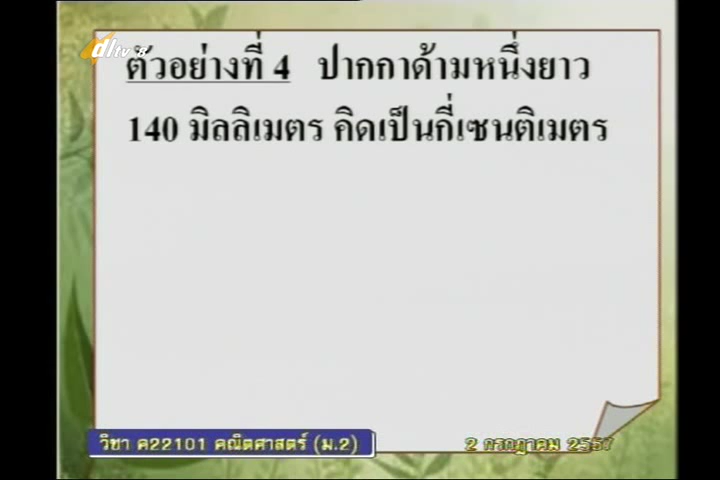 dltv 8
ตัวอย่างที่ 4 ปากกาด้ามหนึ่งยาว
140 มิลลิเมตร คิดเป็นกี่เซนติเมตร
วิชา ค22101 คณิตศาสตร์ (ม.2)
2 กรกฎาคม 2557